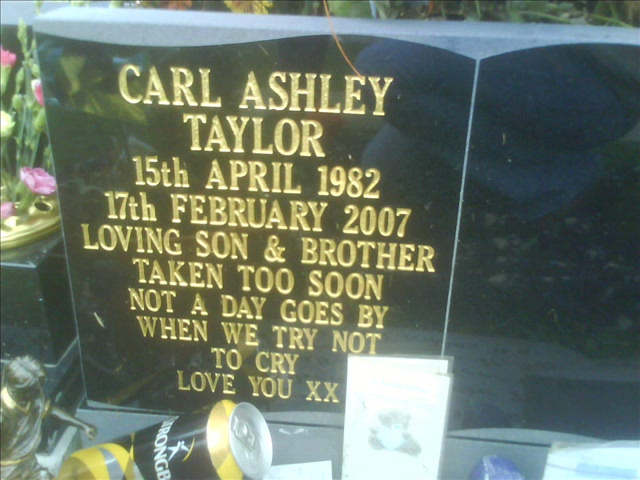 CARL ASHLEY
TAYLOR
15th APRIL 1982
17th FEBRUARY 2007
LOVING SON & BROTHER
TAKEN TOO SOON
NOT A DAY GOES BY
WHEN WE TRY NOT
TO CRY
LOVE YOU XX
RONGB